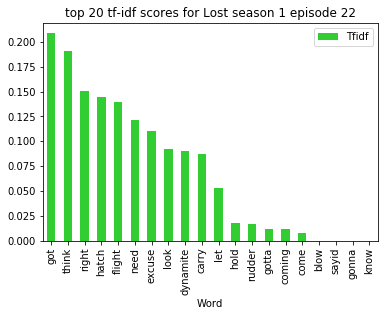 top 20 tf-idf scores for Lost season 1 episode 22
Tfidf
0.200
0.175
0.150
0.125
0.100
0.075
0.050
0.025
0.000
got
think
right
hatch
flight
need
excuse
look
dynamite
carry
let
hold
rudder
gotta
coming
come
blow
sayid
gonna
know
Word